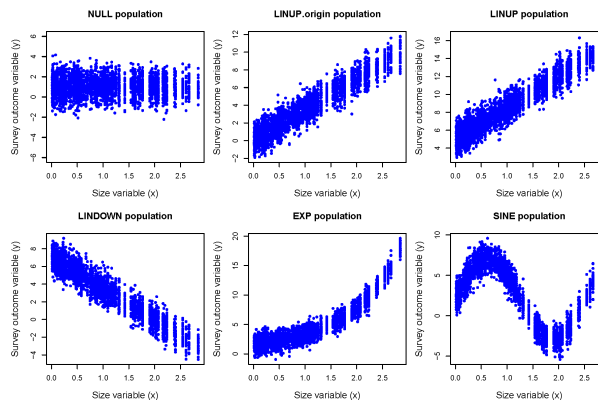 NULL population
LINUP.origin population
LINUP population
Survey outcome variable (y)
6
4
2
0
−2
−4
−6
0.0 0.5 1.0 1.5 2.0 2.5
Size variable (x)
Survey outcome variable (y)
12
10
8
6
4
2
0
−2
0.0 0.5 1.0 1.5 2.0 2.5
Size variable (x)
Survey outcome variable (y)
16
14
12
10
8
6
4
0.0 0.5 1.0 1.5 2.0 2.5
Size variable (x)
LINDOWN population
EXP population
SINE population
Survey outcome variable (y)
8
6
4
2
0
−2
−4
0.0 0.5 1.0 1.5 2.0 2.5
Size variable (x)
Survey outcome variable (y)
20
15
10
5
0
0.0 0.5 1.0 1.5 2.0 2.5
Size variable (x)
Survey outcome variable (y)
10
5
0
−5
0.0 0.5 1.0 1.5 2.0 2.5
Size variable (x)